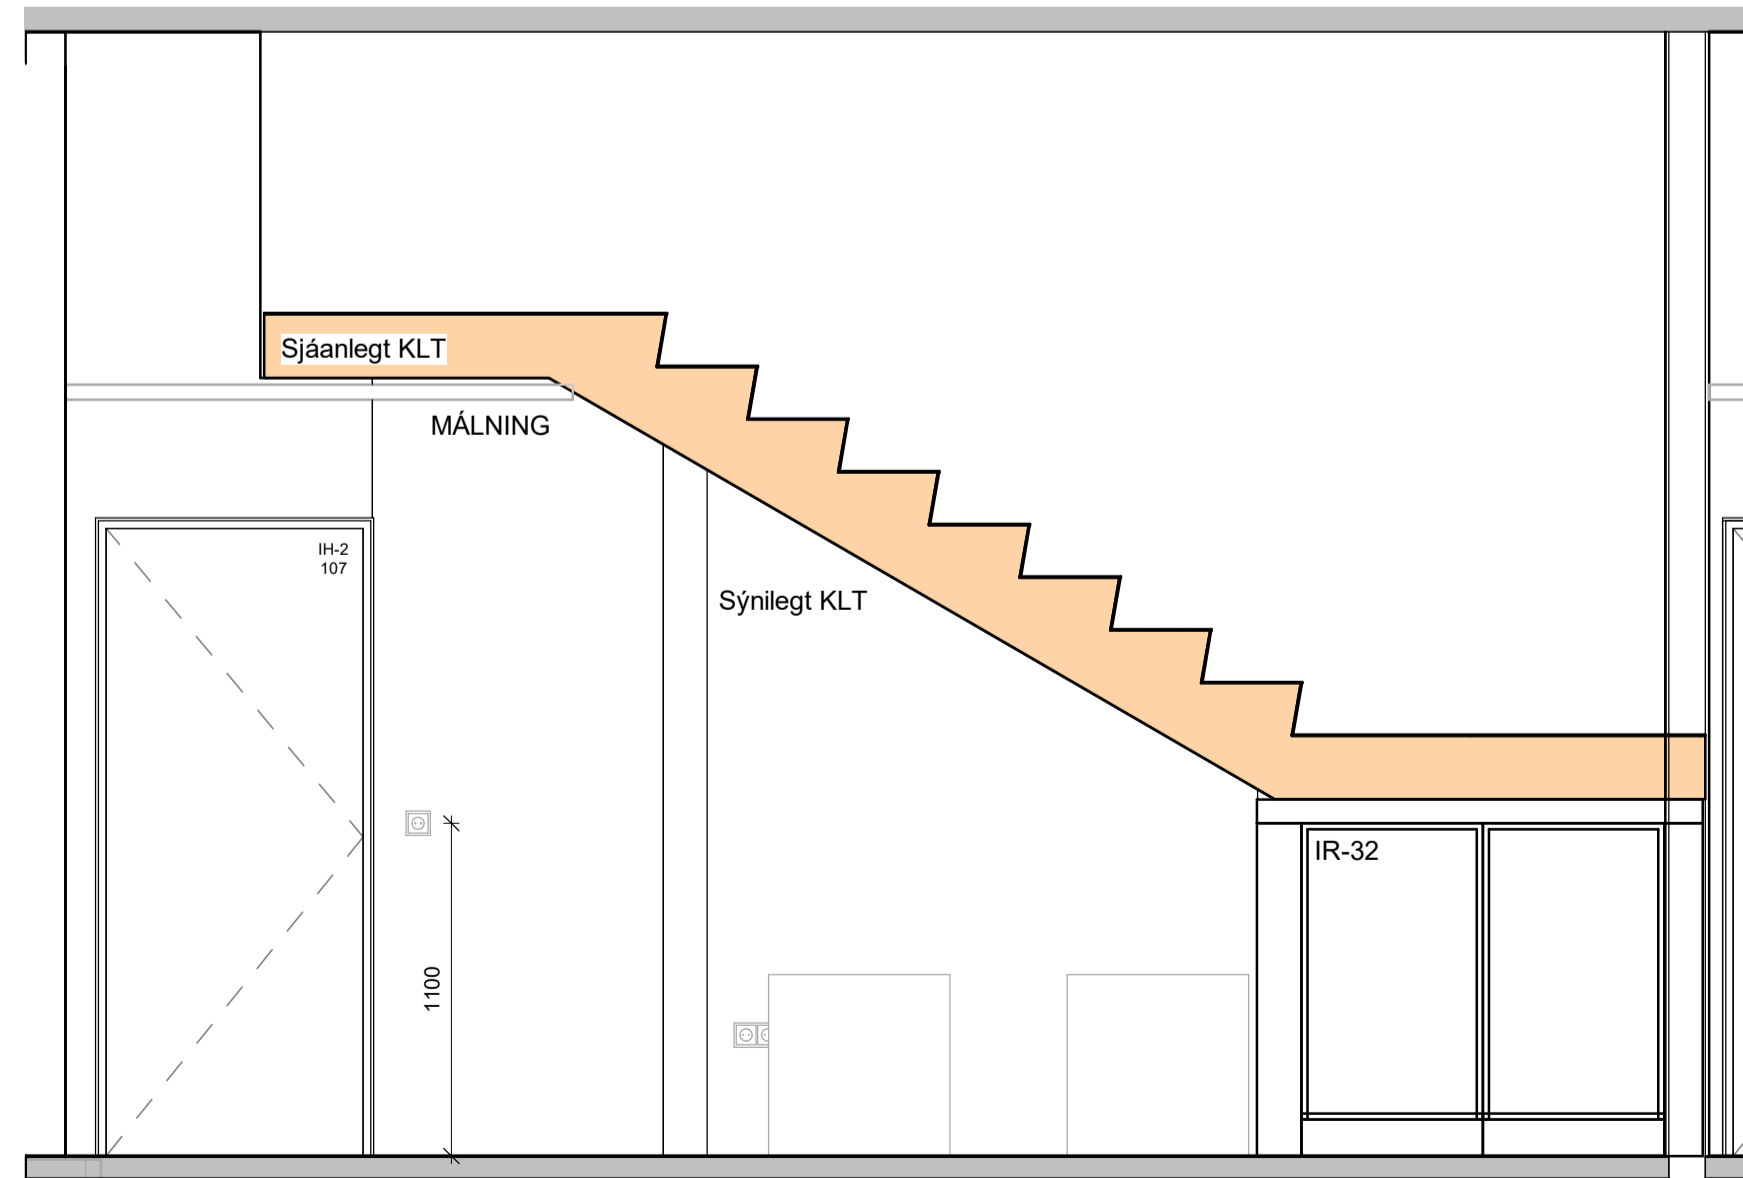 Sjáanlegt KLT
MÁLNING
IH-2
107
Sýnilegt KLT
IR-32
1100